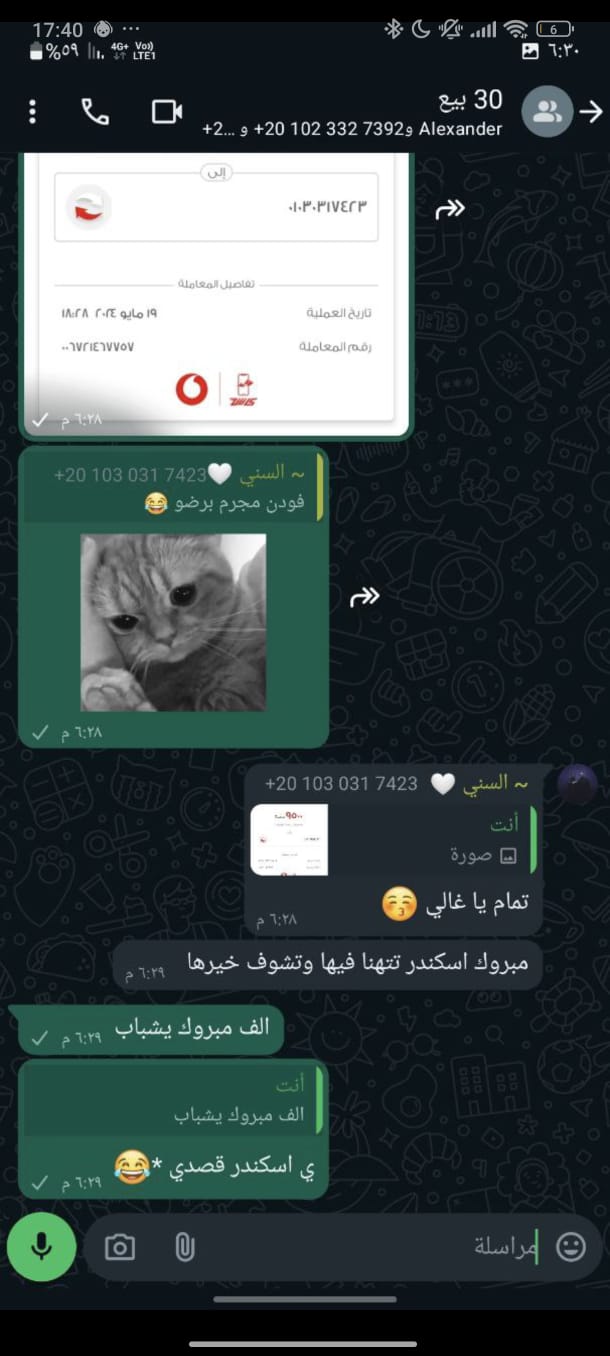 17:40
6
%٥٩
4G+ Vo))
LTE1
٦:٣٠
30 بيع
Alexander و‎+20 102 332 7392 و ‎+2...
إلى
٠١٠٣٠٣١٧٤٢٣
تفاصيل المعاملة
تاريخ العملية
١٩ مايو ٢٠٢٤ ١٨:٢٨
رقم المعاملة
٠٠٦٧٢١٤٦٧٧٥٧
كاش
٦:٢٨ م
~ السني🤍 ‎+20 103 031 7423
فودن مجرم برضو 😂
٦:٢٨ م
~ السني 🤍 ‎+20 103 031 7423
أنت
صورة
٩٥٠٠
تمام يا غالي 😚
٦:٢٨ م
مبروك اسكندر تتهنا فيها وتشوف خيرها
٦:٢٩ م
الف مبروك يشباب
٦:٢٩ م
أنت
الف مبروك يشباب
ي اسكندر قصدي *😂
٦:٢٩ م
مراسلة